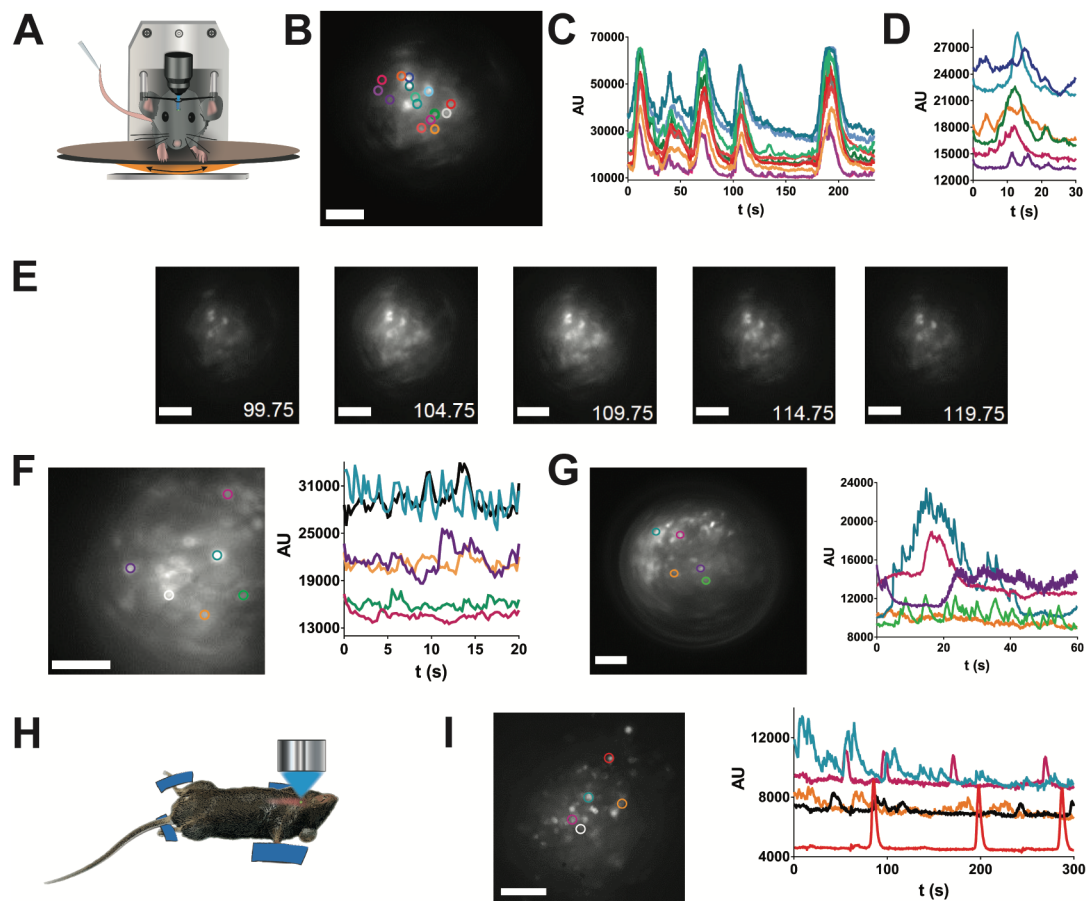 A
B
C
AU
70000
50000
30000
10000
0 50 100 150 200
t (s)
D
AU
27000
24000
21000
18000
15000
12000
0 10 20 30
t (s)
E
99.75
104.75
109.75
114.75
119.75
F
AU
31000
25000
19000
13000
0 5 10 15 20
t (s)
G
AU
24000
20000
16000
12000
8000
0 20 40 60
t (s)
H
I
AU
12000
8000
4000
0 100 200 300
t (s)